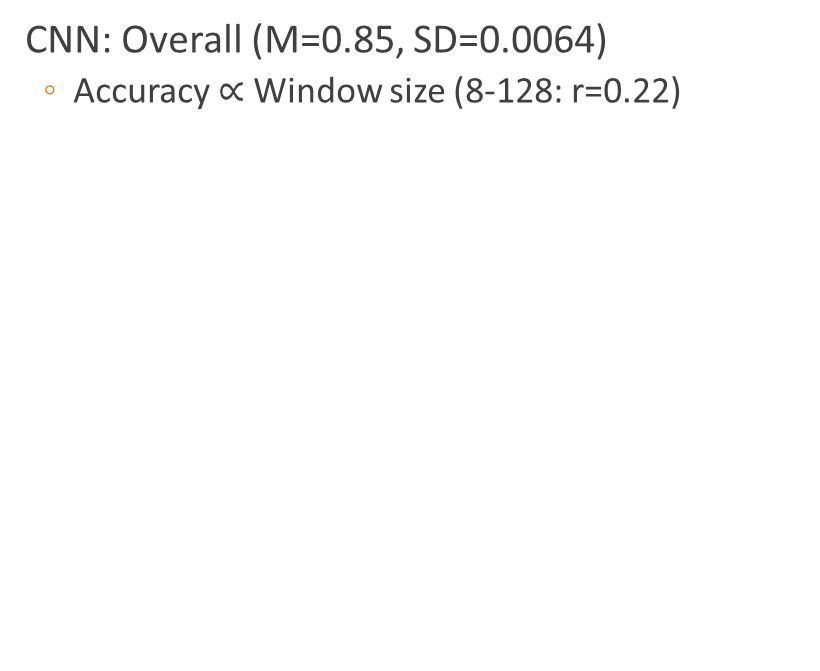 CNN: Overall (M=0.85, SD=0.0064)
◦ Accuracy ∝ Window size (8-128: r=0.22)